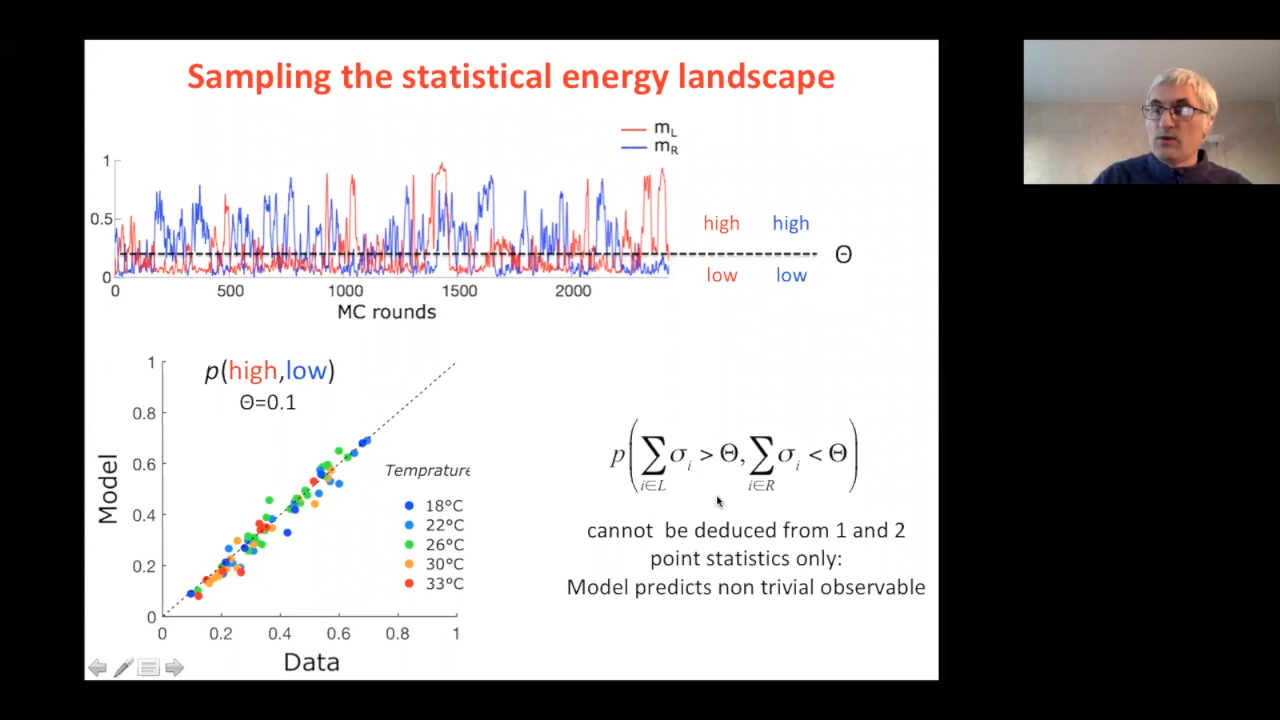 Sampling the statistical energy landscape
m_L
m_R
1
0.5
0
0 500 1000 1500 2000
MC rounds
high high
low low
Θ
p(high,low)
Θ=0.1
1
0.8
0.6
0.4
0.2
0
Model
0 0.2 0.4 0.6 0.8 1
Data
Temprature
18°C
22°C
26°C
30°C
33°C
p(∑_{i∈L} σ_i > Θ, ∑_{i∈R} σ_i < Θ)
cannot be deduced from 1 and 2
point statistics only:
Model predicts non trivial observable